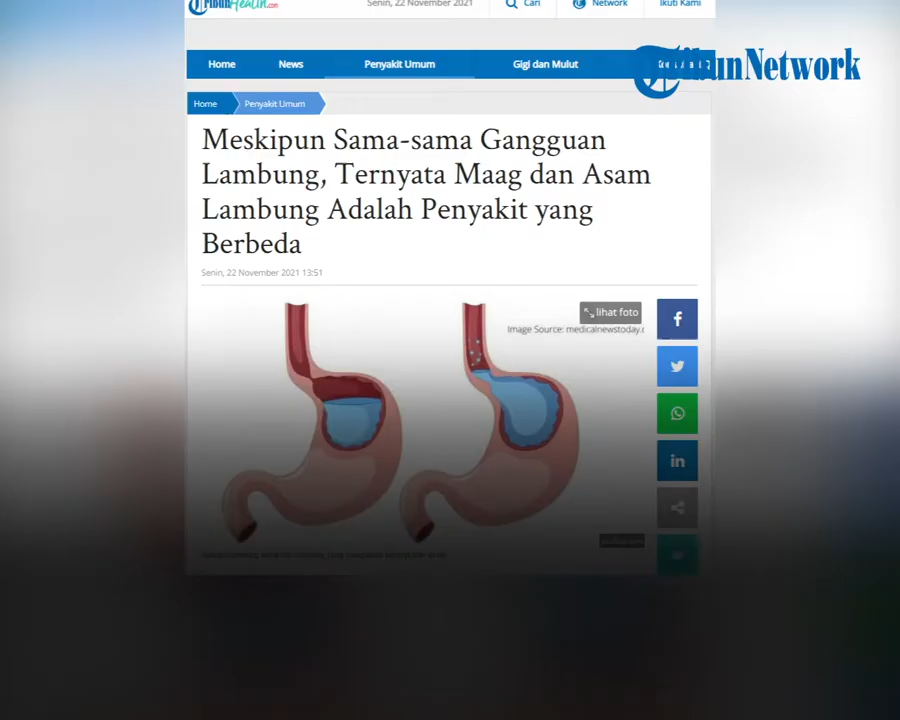 TribunHealth.com
Senin, 22 November 2021
Cari
Network
Ikuti Kami
Home
News
Penyakit Umum
Gigi dan Mulut
TribunNetwork
Home
Penyakit Umum
Meskipun Sama-sama Gangguan
Lambung, Ternyata Maag dan Asam
Lambung Adalah Penyakit yang
Berbeda
Senin, 22 November 2021 13:51
lihat foto
Image Source: medicalnewstoday.c